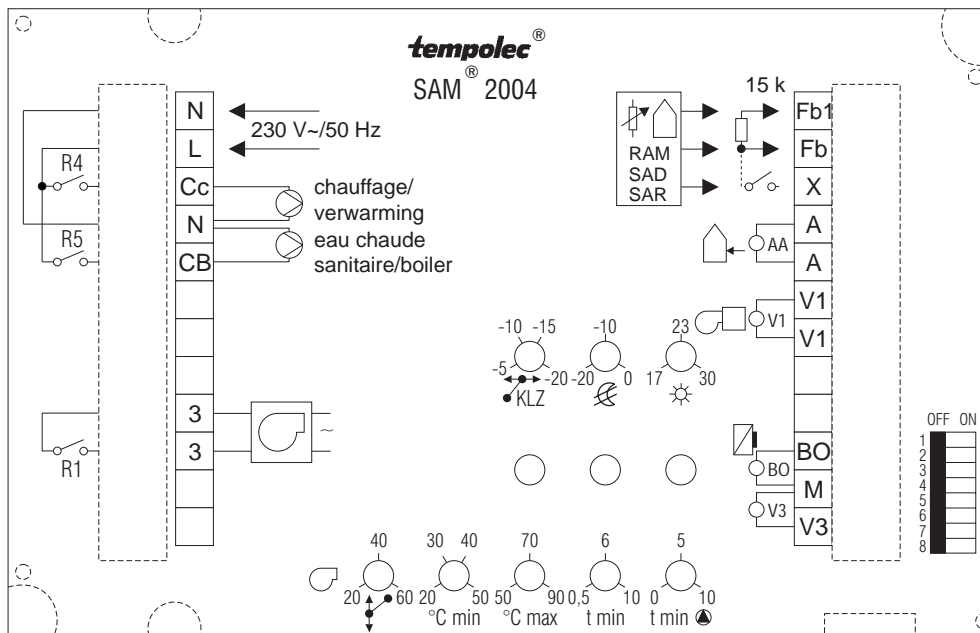 tempolec ®
SAM ® 2004
N
L
Cc
N
CB
3
3
230 V~/50 Hz
R4
R5
R1
chauffage/
verwarming
eau chaude
sanitaire/boiler
~
RAM
SAD
SAR
15 k
Fb1
Fb
X
A
A
V1
V1
BO
M
V3
AA
V1
BO
V3
-10 -15
-5 -20
KLZ
-10
-20 0
23
17 30
OFF ON
1
2
3
4
5
6
7
8
40
20 60
30 40
20 50
°C min
70
50 90
°C max
6
0,5 10
t min
5
0 10
t min